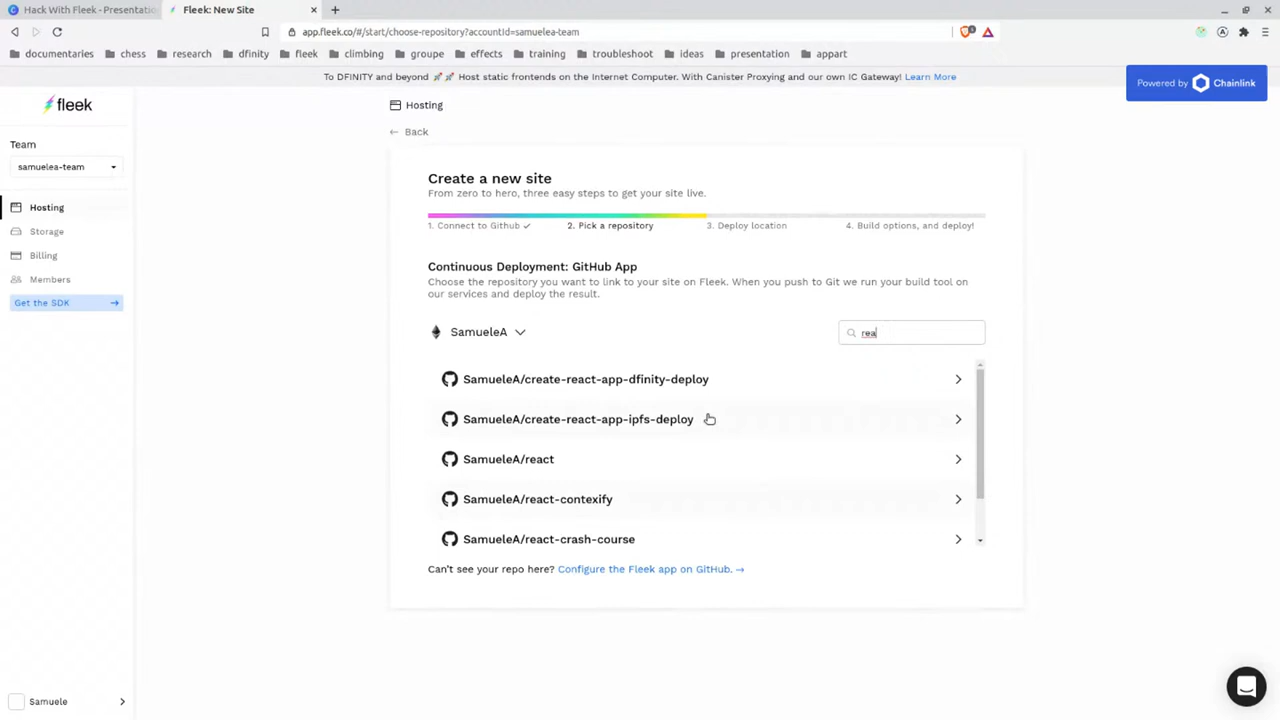 Hack With Fleek - Presentatio
Fleek: New Site
app.fleek.co/#/start/choose-repository?accountId=samuelea-team
documentaries
chess
research
dfinity
fleek
climbing
groupe
effects
training
troubleshoot
ideas
presentation
appart
To DFINITY and beyond 🚀🚀 Host static frontends on the Internet Computer. With Canister Proxying and our own IC Gateway! Learn More
Powered by Chainlink
fleek
Team
samuelea-team
Hosting
Storage
Billing
Members
Get the SDK →
Samuele
Hosting
← Back
Create a new site
From zero to hero, three easy steps to get your site live.
1. Connect to Github ✓
2. Pick a repository
3. Deploy location
4. Build options, and deploy!
Continuous Deployment: GitHub App
Choose the repository you want to link to your site on Fleek. When you push to Git we run your build tool on
our services and deploy the result.
SamueleA
rea
SamueleA/create-react-app-dfinity-deploy
SamueleA/create-react-app-ipfs-deploy
SamueleA/react
SamueleA/react-contexify
SamueleA/react-crash-course
Can't see your repo here? Configure the Fleek app on GitHub. →